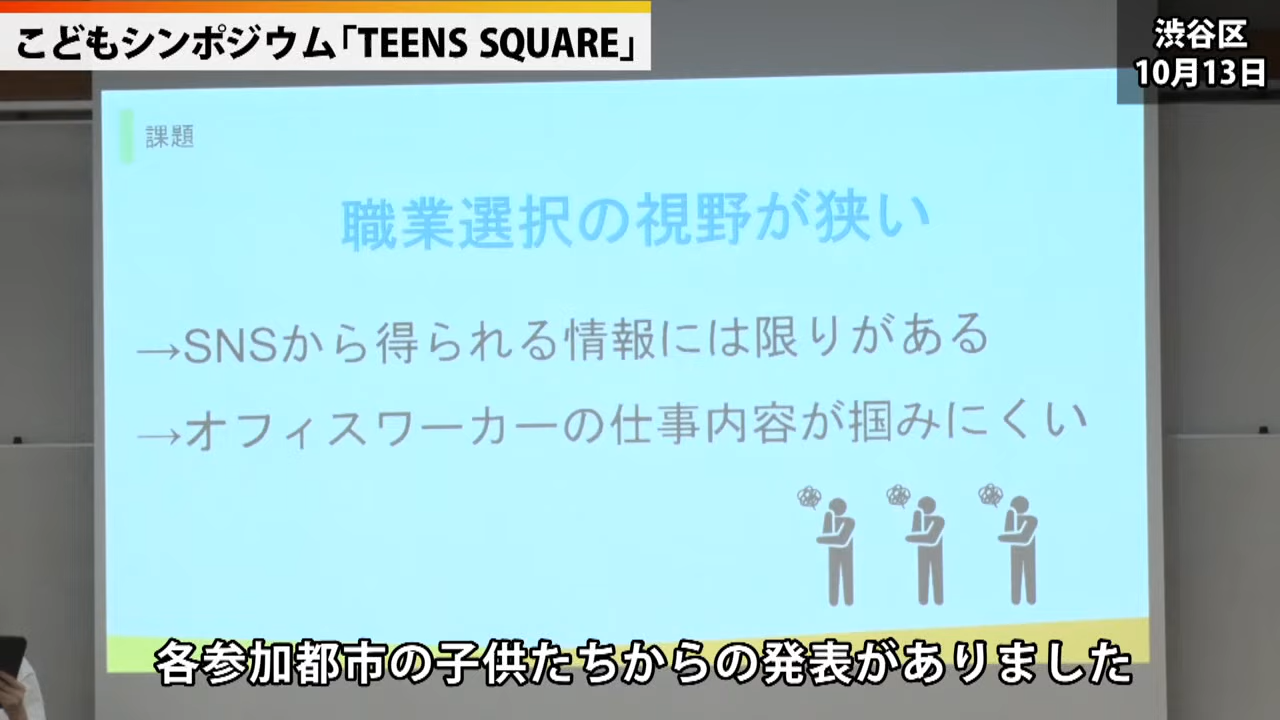 こどもシンポジウム「TEENS SQUARE」
渋谷区
10月13日
課題
職業選択の視野が狭い
→SNSから得られる情報には限りがある
→オフィスワーカーの仕事内容が掴みにくい
各参加都市の子供たちからの発表がありました